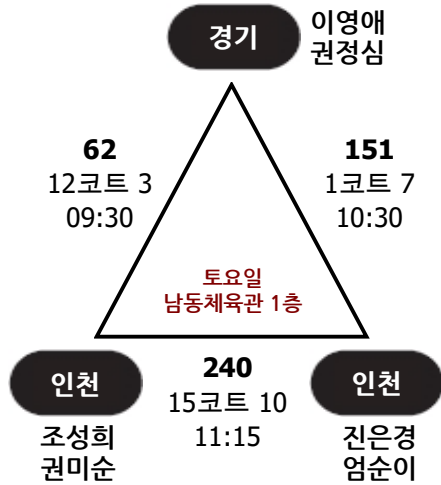 경기
이영애
권정심
62
12코트 3
09:30
151
1코트 7
10:30
토요일
남동체육관 1층
인천
조성희
권미순
240
15코트 10
11:15
인천
진은경
엄순이